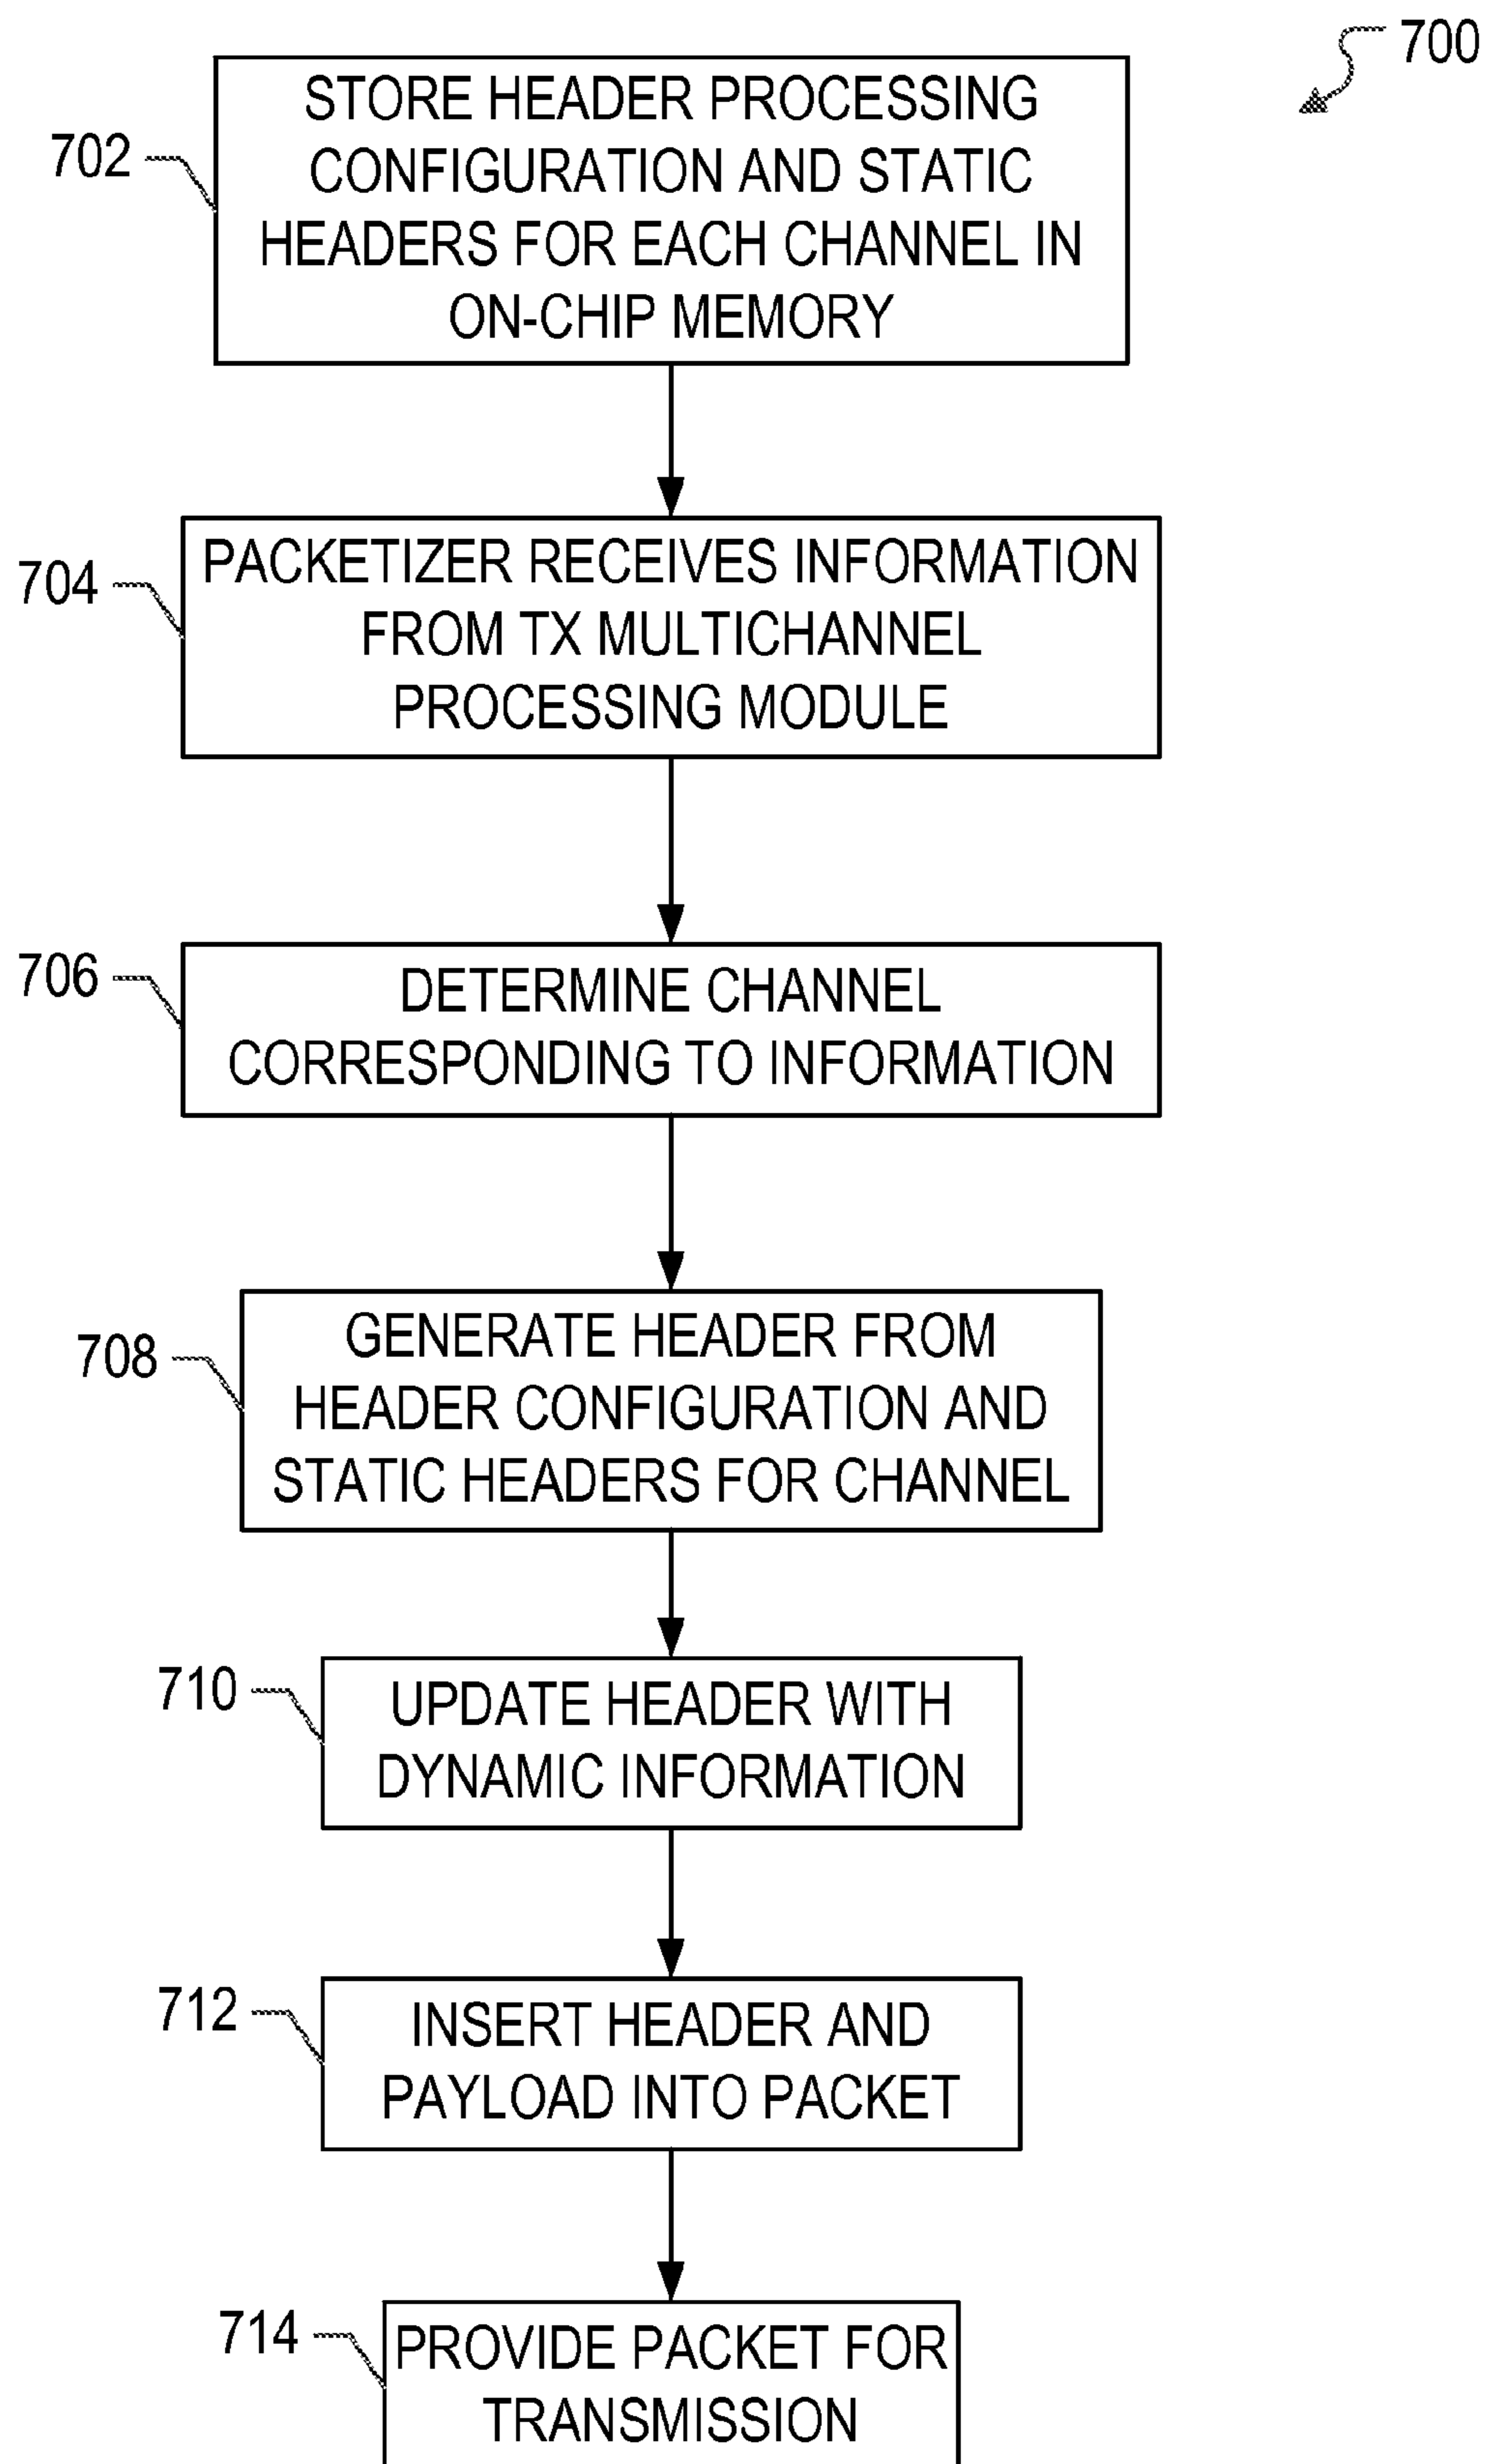 700
702
STORE HEADER PROCESSING
CONFIGURATION AND STATIC
HEADERS FOR EACH CHANNEL IN
ON-CHIP MEMORY
704
PACKETIZER RECEIVES INFORMATION
FROM TX MULTICHANNEL
PROCESSING MODULE
706
DETERMINE CHANNEL
CORRESPONDING TO INFORMATION
708
GENERATE HEADER FROM
HEADER CONFIGURATION AND
STATIC HEADERS FOR CHANNEL
710
UPDATE HEADER WITH
DYNAMIC INFORMATION
712
INSERT HEADER AND
PAYLOAD INTO PACKET
714
PROVIDE PACKET FOR
TRANSMISSION